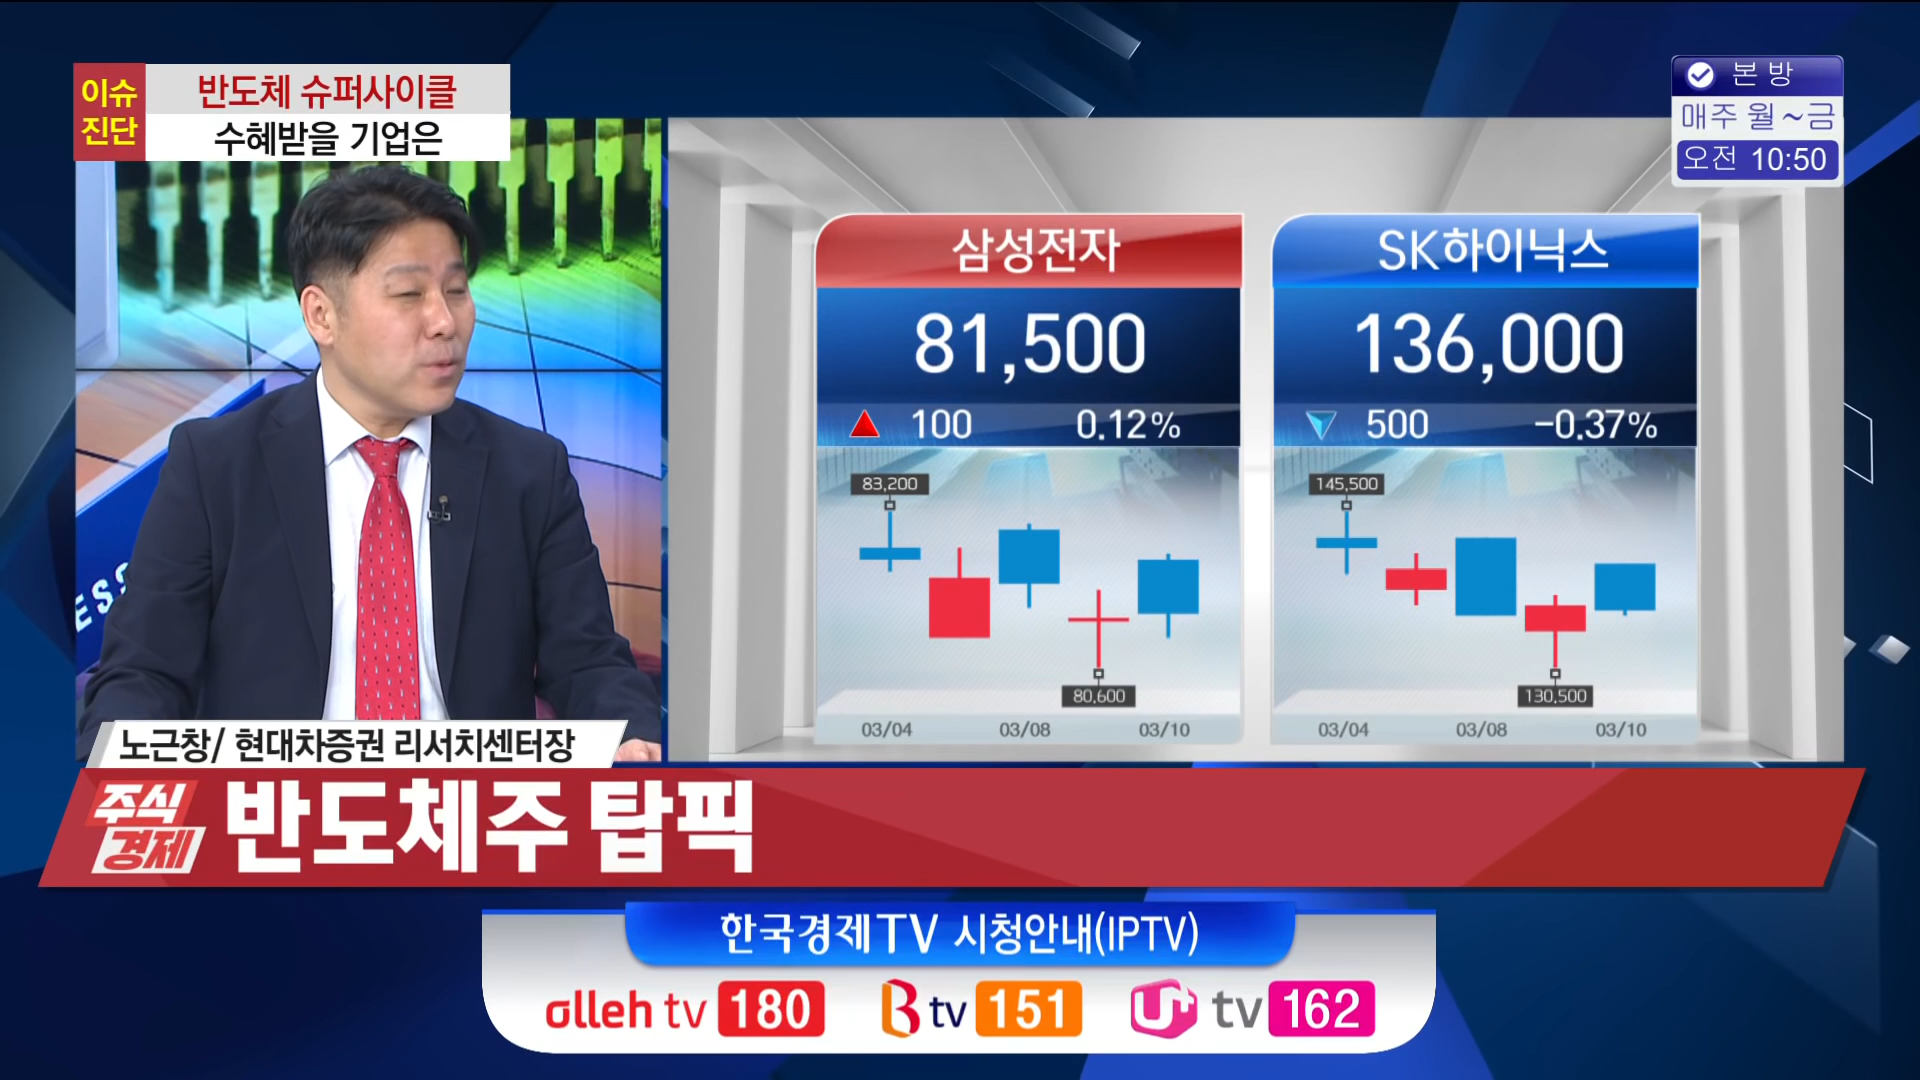 이슈
진단
반도체 슈퍼사이클
수혜받을 기업은
본 방
매주 월~금
오전 10:50
삼성전자
81,500
100 0.12%
83,200
80,600
03/04 03/08 03/10
SK하이닉스
136,000
500 -0.37%
145,500
130,500
03/04 03/08 03/10
ESS
노근창/ 현대차증권 리서치센터장
주식
경제
반도체주 탑픽
한국경제TV 시청안내(IPTV)
olleh tv 180
B tv 151
U+ tv 162